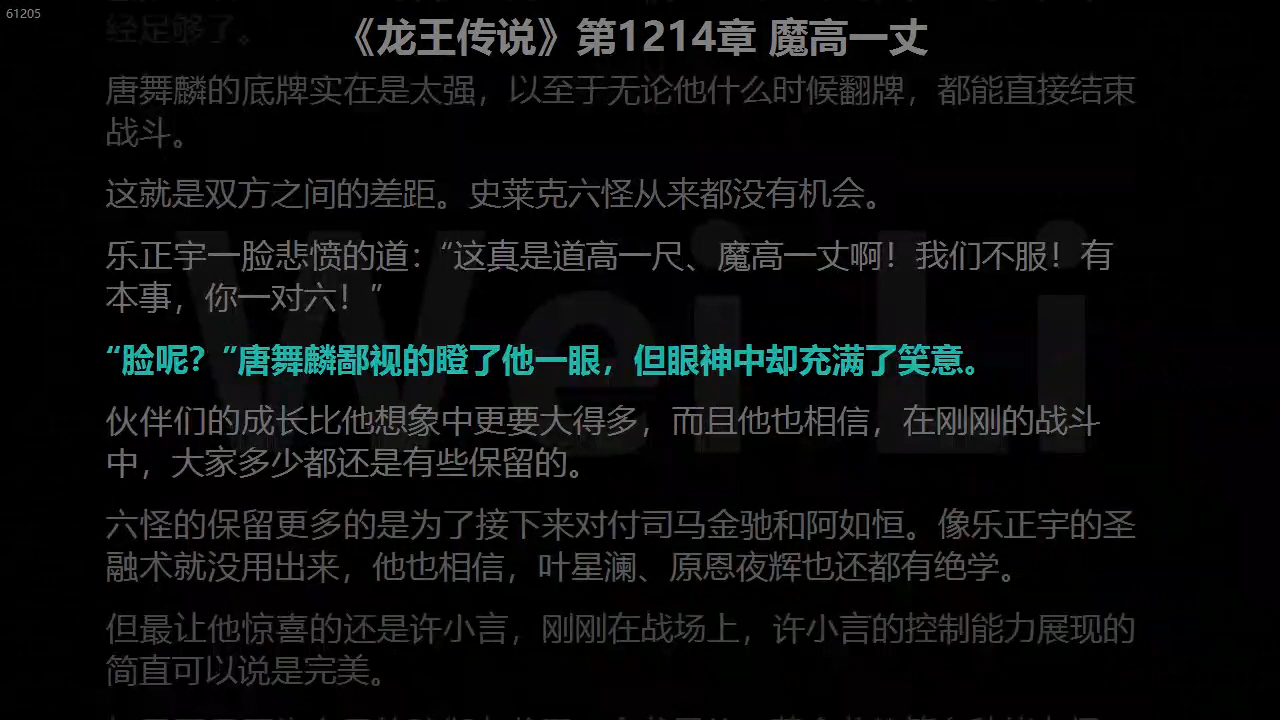 61205
经足够了。
《龙王传说》第1214章 魔高一丈
唐舞麟的底牌实在是太强，以至于无论他什么时候翻牌，都能直接结束
战斗。
这就是双方之间的差距。史莱克六怪从来都没有机会。
乐正宇一脸悲愤的道：“这真是道高一尺、魔高一丈啊！我们不服！有
本事，你一对六！”
“脸呢？”唐舞麟鄙视的瞪了他一眼，但眼神中却充满了笑意。
伙伴们的成长比他想象中更要大得多，而且他也相信，在刚刚的战斗
中，大家多少都还是有些保留的。
六怪的保留更多的是为了接下来对付司马金驰和阿如恒。像乐正宇的圣
融术就没用出来，他也相信，叶星澜、原恩夜辉也还都有绝学。
但最让他惊喜的还是许小言，刚刚在战场上，许小言的控制能力展现的
简直可以说是完美。
Wei Li